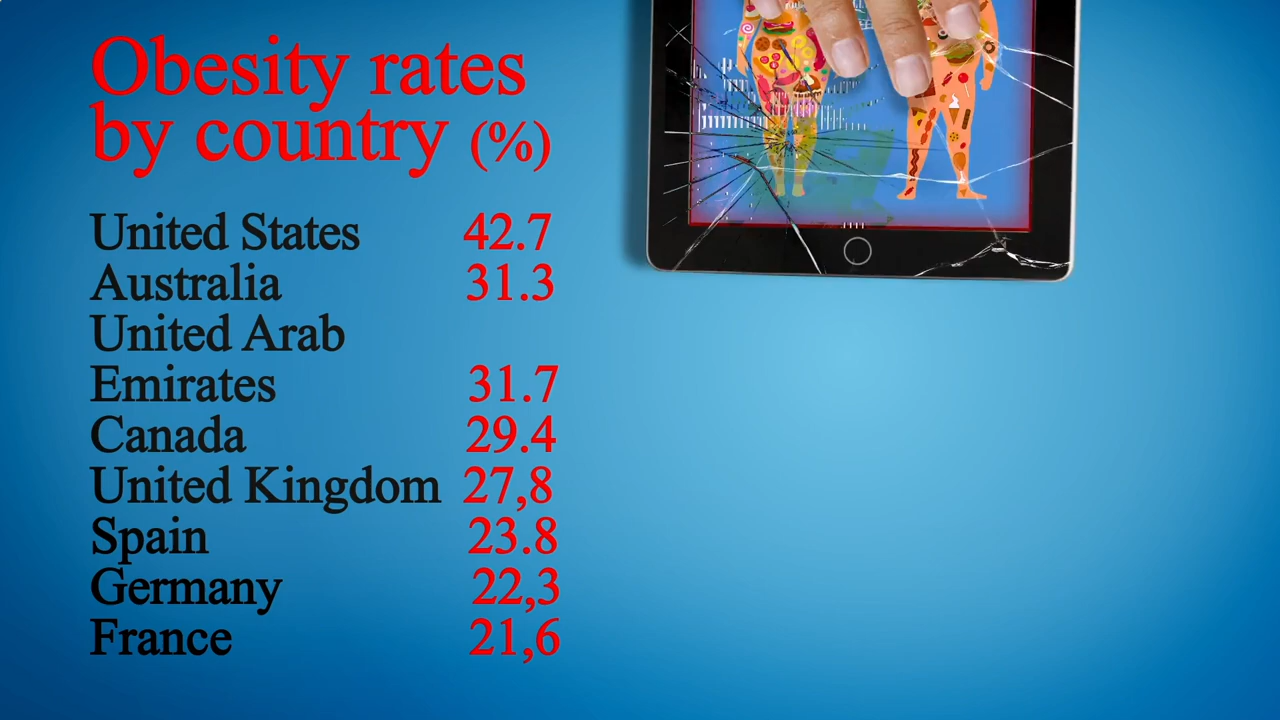 Obesity rates
by country (%)
United States 42.7
Australia 31.3
United Arab
Emirates 31.7
Canada 29.4
United Kingdom 27,8
Spain 23.8
Germany 22,3
France 21,6